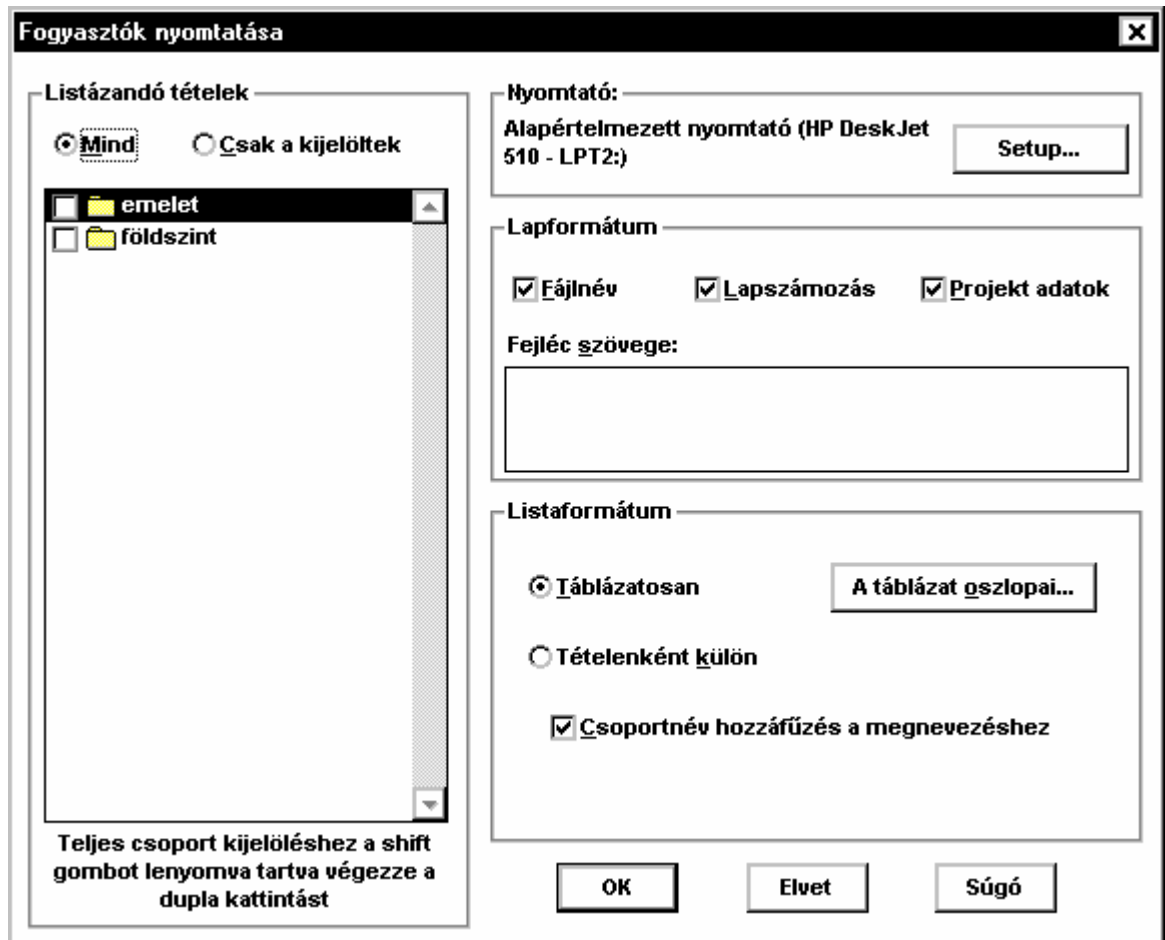 Fogyasztók nyomtatása
Listázandó tételek
Mind
Csak a kijelöltek
emelet
földszint
Teljes csoport kijelöléshez a shift
gombot lenyomva tartva végezze a
dupla kattintást
Nyomtató:
Alapértelmezett nyomtató (HP DeskJet
510 - LPT2:)
Setup...
Lapformátum
Fájlnév
Lapszámozás
Projekt adatok
Fejléc szövege:
Listaformátum
Táblázatosan
A táblázat oszlopai...
Tételenként külön
Csoportnév hozzáfűzés a megnevezéshez
OK
Elvet
Súgó